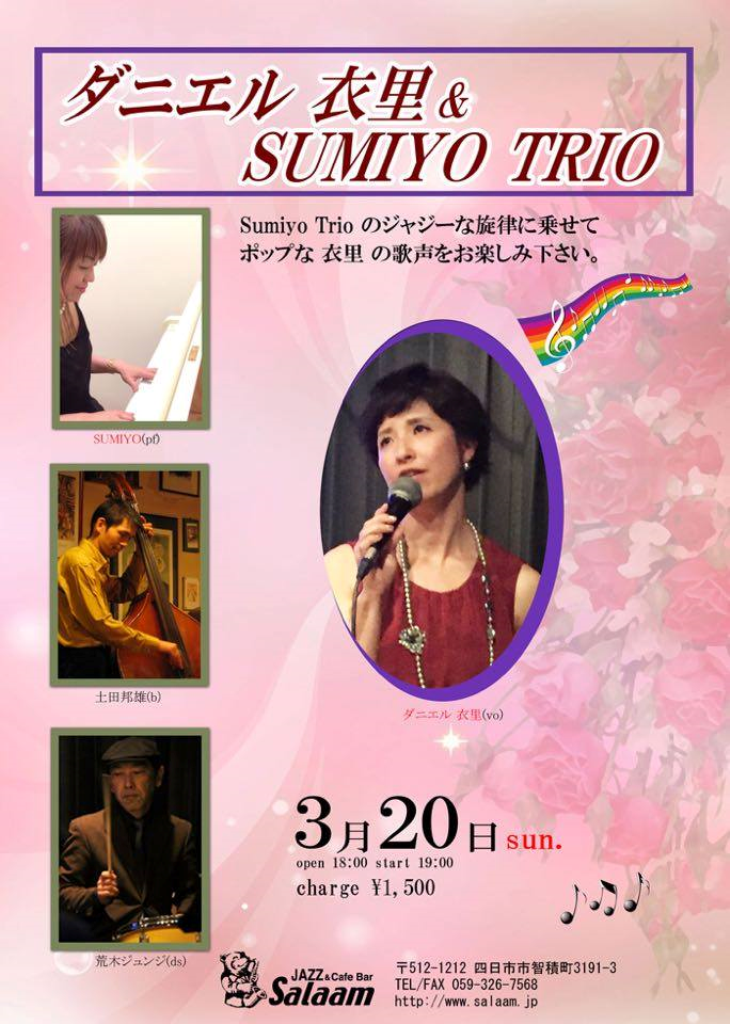 ダニエル 衣里 &
SUMIYO TRIO
Sumiyo Trio のジャジーな旋律に乗せて
ポップな 衣里 の歌声をお楽しみ下さい。
SUMIYO(pf)
土田邦雄(b)
ダニエル 衣里(vo)
荒木ジュンジ(ds)
3月20日 sun.
open 18:00 start 19:00
charge ¥1,500
JAZZ & Cafe Bar
Salaam
〒512-1212 四日市市智積町3191-3
TEL/FAX 059-326-7568
http://www.salaam.jp